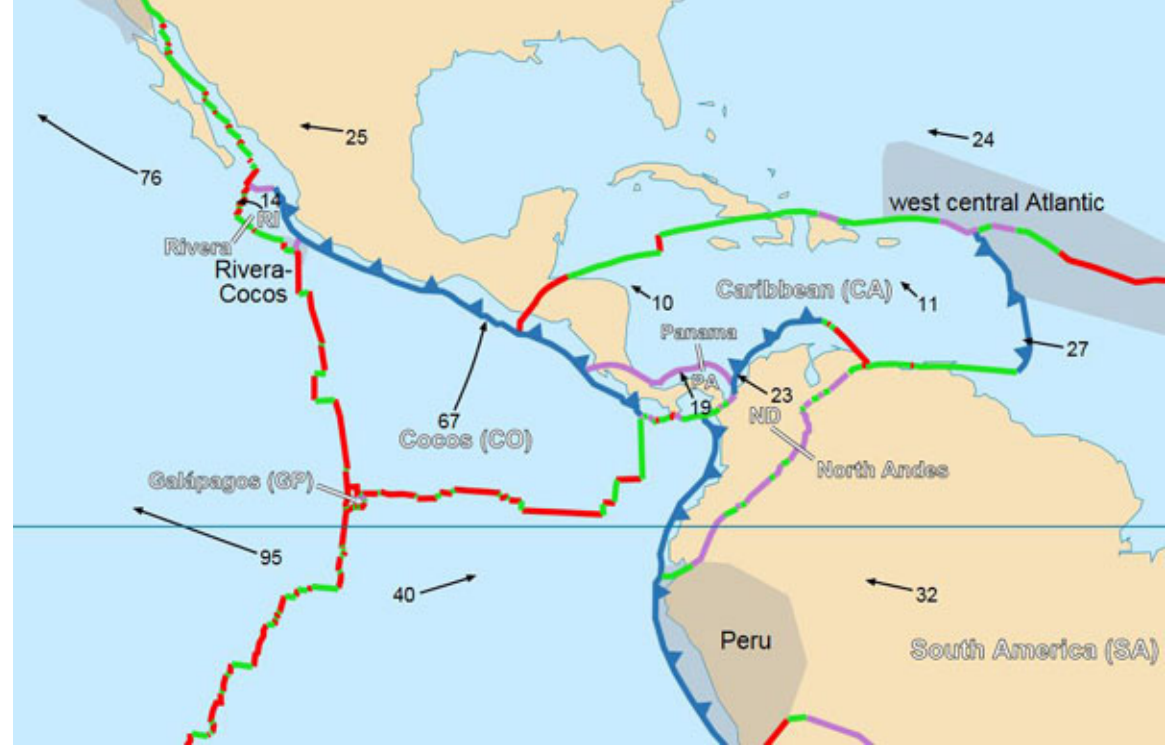 24
25
76
west central Atlantic
14
RI
Rivera
Rivera-
Cocos
Caribbean (CA)
10
11
Panama
27
PA
23
19
ND
67
Cocos (CO)
North Andes
Galápagos (GP)
95
40
32
Peru
South America (SA)